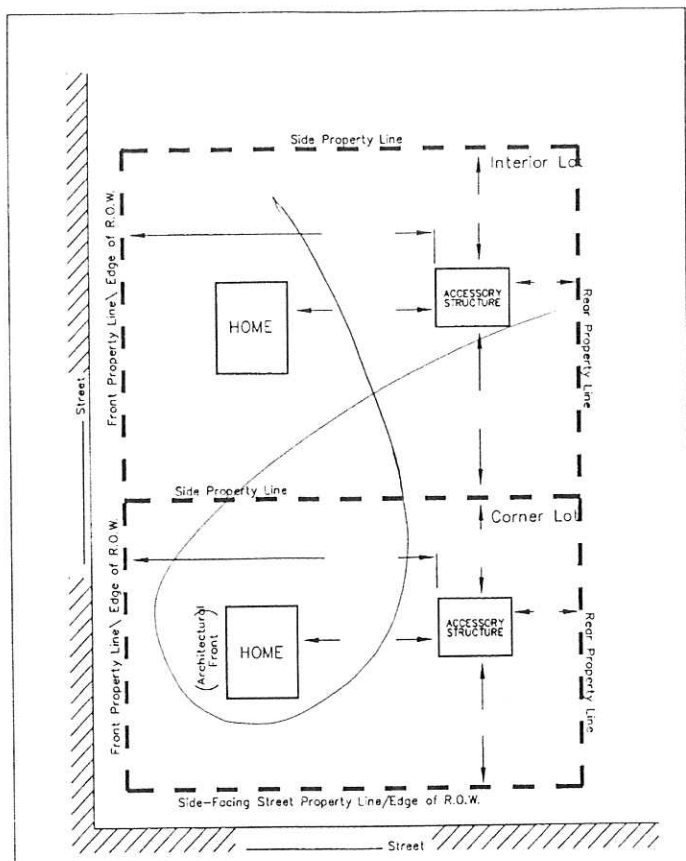 Side Property Line
Interior Lot
Front Property Line\ Edge of R.O.W.
ACCESSORY
STRUCTURE
HOME
Rear Property Line
Street
Side Property Line
Corner Lot
Front Property Line\ Edge of R.O.W.
(Architectural
Front)
HOME
ACCESSORY
STRUCTURE
Rear Property Line
Side-Facing Street Property Line/Edge of R.O.W.
Street